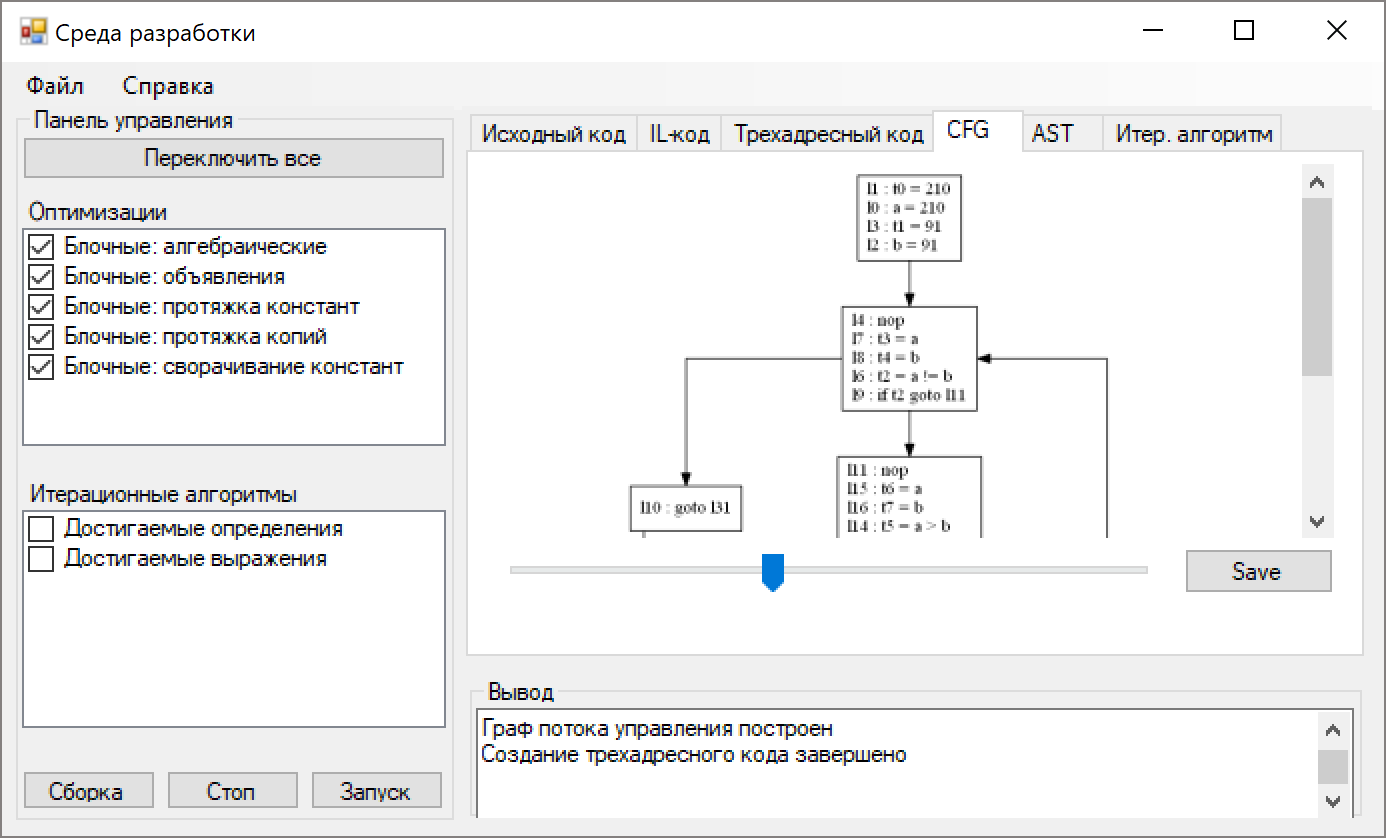 Среда разработки
Файл Справка
Панель управления
Переключить все
Оптимизации
Блочные: алгебраические
Блочные: объявления
Блочные: протяжка констант
Блочные: протяжка копий
Блочные: сворачивание констант
Итерационные алгоритмы
Достигаемые определения
Достигаемые выражения
Сборка Стоп Запуск
Исходный код IL-код Трехадресный код CFG AST Итер. алгоритм
l1 : t0 = 210
l0 : a = 210
l3 : t1 = 91
l2 : b = 91
l4 : nop
l7 : t3 = a
l8 : t4 = b
l6 : t2 = a != b
l9 : if t2 goto l11
l10 : goto l31
l11 : nop
l15 : t6 = a
l16 : t7 = b
l14 : t5 = a > b
Save
Вывод
Граф потока управления построен
Создание трехадресного кода завершено